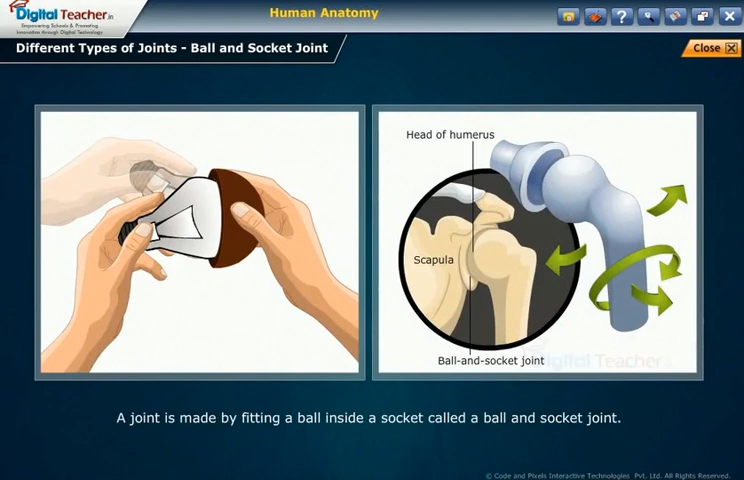 Digital Teacher.in
Empowering Schools & Promoting
Innovation through Digital Technology
Human Anatomy
Different Types of Joints - Ball and Socket Joint
Close
Head of humerus
Scapula
Ball-and-socket joint
Digital Teacher
A joint is made by fitting a ball inside a socket called a ball and socket joint.
© Code and Pixels Interactive Technologies Pvt. Ltd. All Rights Reserved.